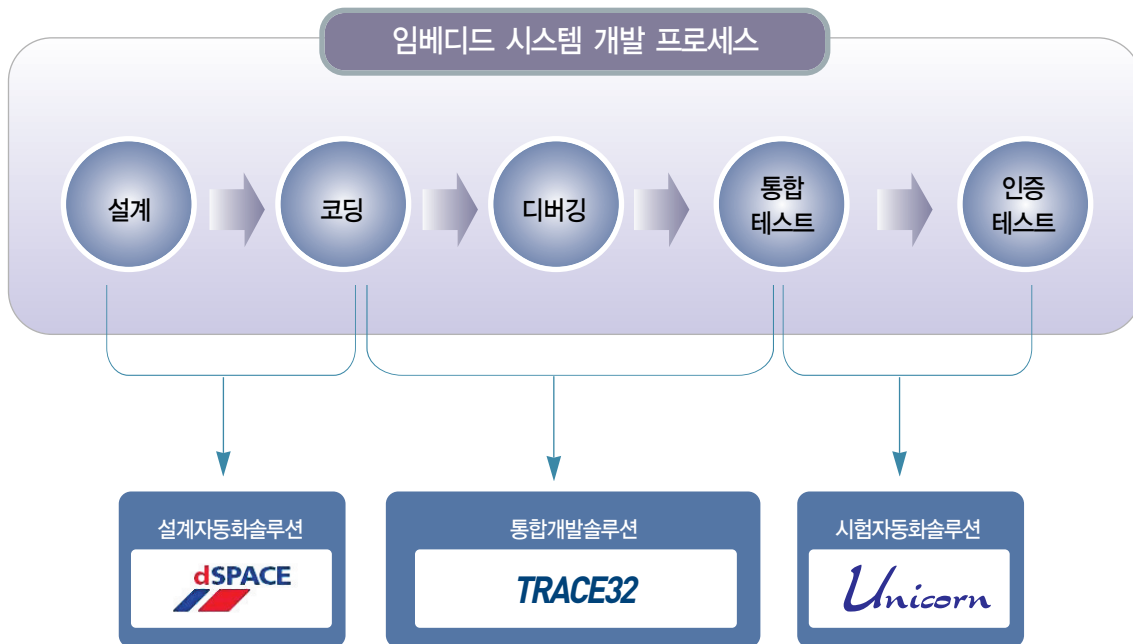 임베디드 시스템 개발 프로세스
설계
코딩
디버깅
통합
테스트
인증
테스트
설계자동화솔루션
dSPACE
통합개발솔루션
TRACE32
시험자동화솔루션
Unicorn